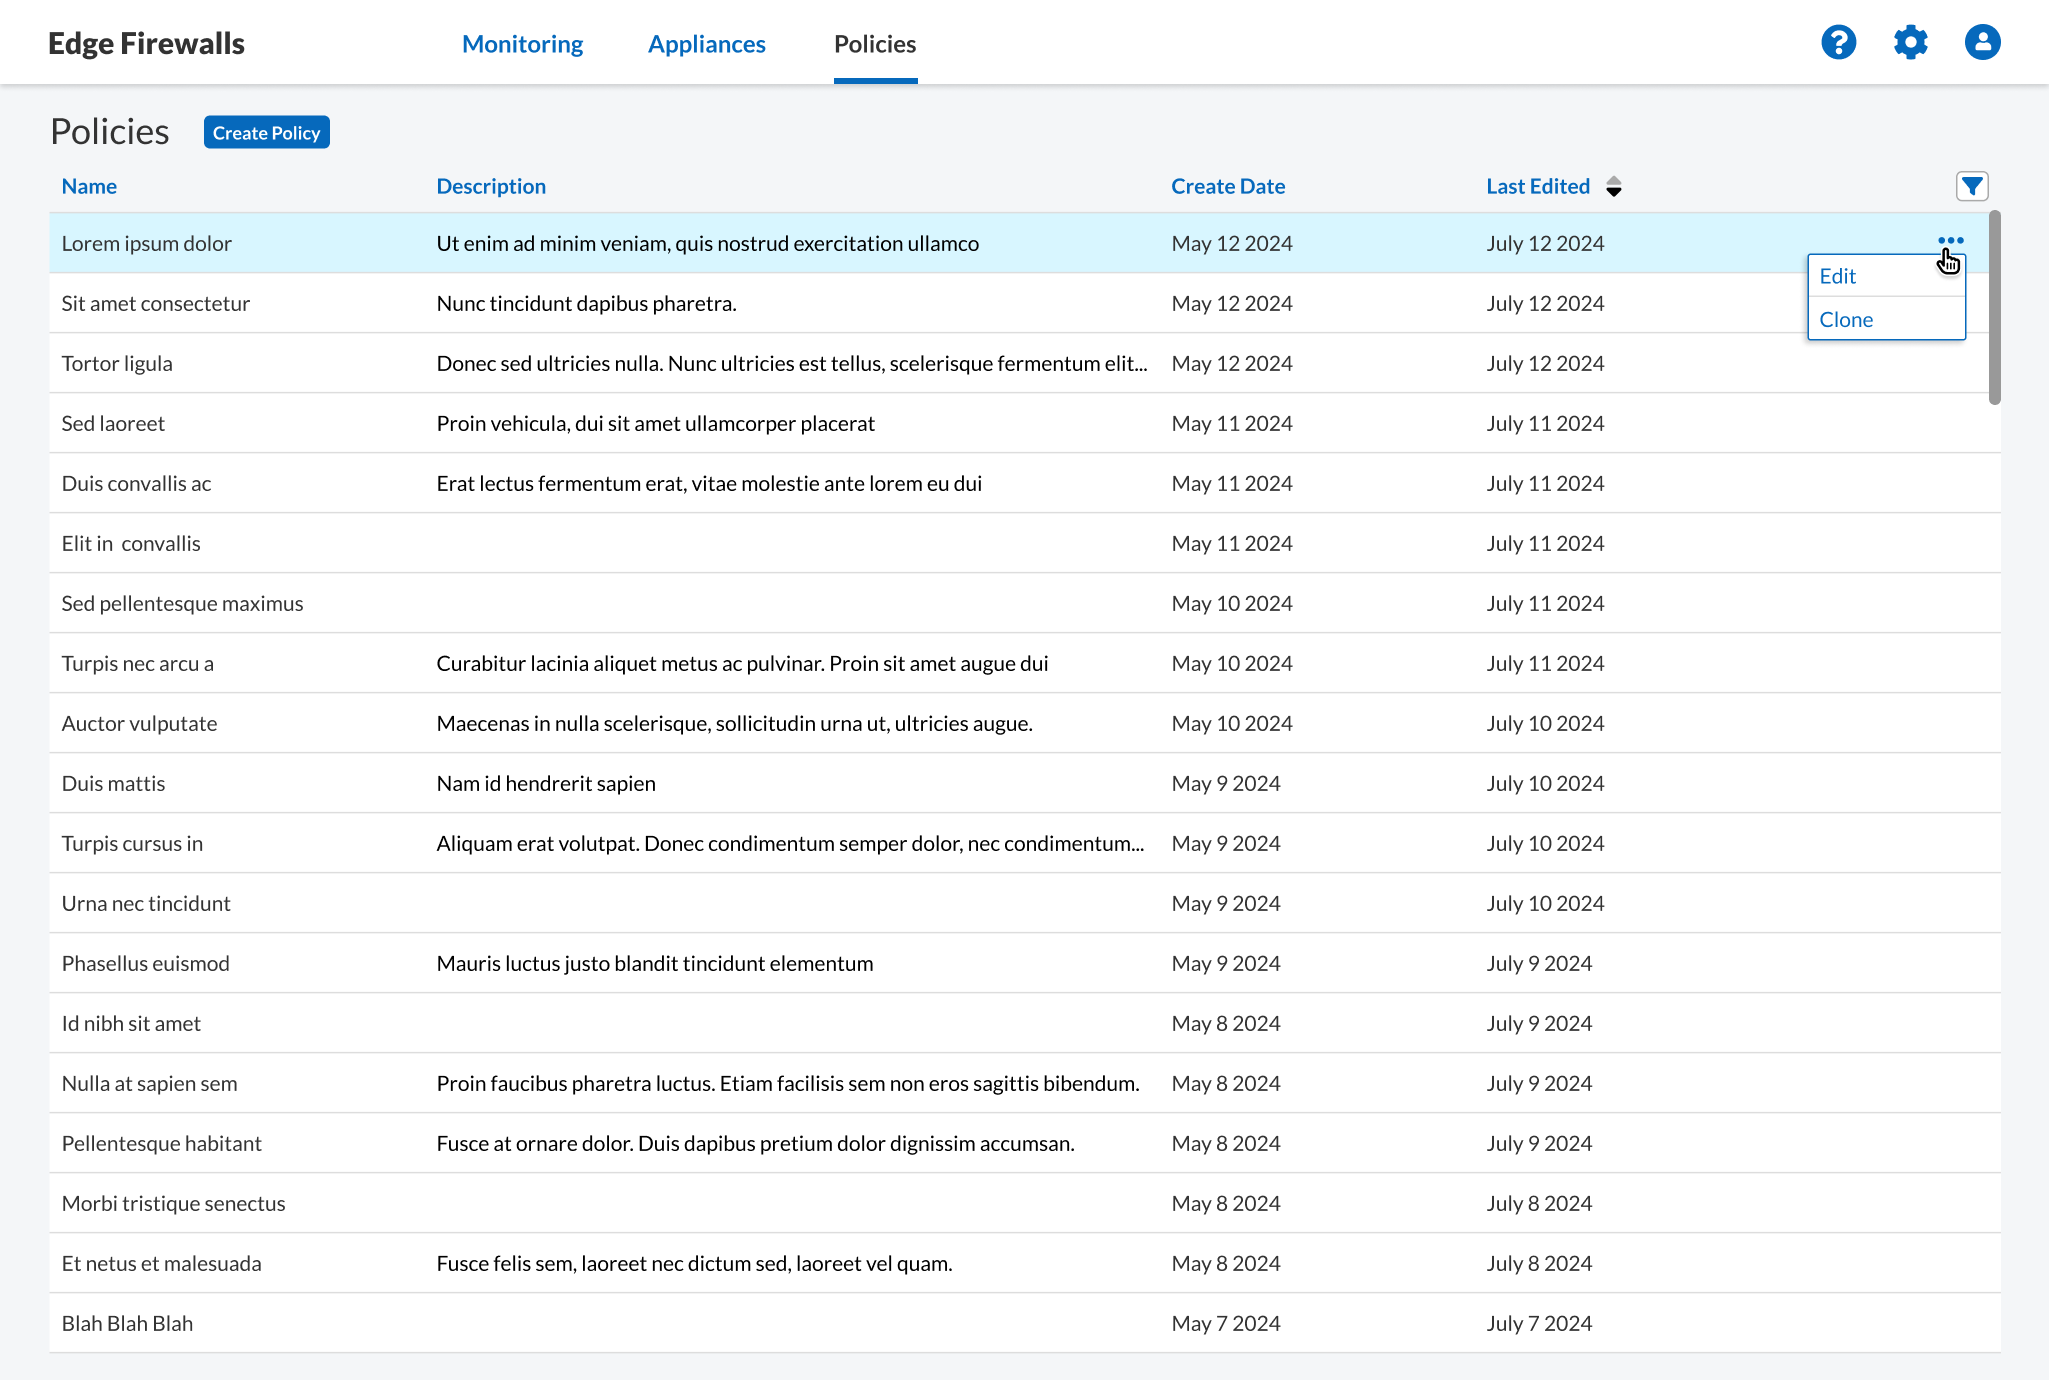 Edge Firewalls Monitoring Appliances Policies
Policies Create Policy
Name Description Create Date Last Edited
Lorem ipsum dolor Ut enim ad minim veniam, quis nostrud exercitation ullamco May 12 2024 July 12 2024
Edit
Sit amet consectetur Nunc tincidunt dapibus pharetra. May 12 2024 July 12 2024
Clone
Tortor ligula Donec sed ultricies nulla. Nunc ultricies est tellus, scelerisque fermentum elit... May 12 2024 July 12 2024
Sed laoreet Proin vehicula, dui sit amet ullamcorper placerat May 11 2024 July 11 2024
Duis convallis ac Erat lectus fermentum erat, vitae molestie ante lorem eu dui May 11 2024 July 11 2024
Elit in  convallis May 11 2024 July 11 2024
Sed pellentesque maximus May 10 2024 July 11 2024
Turpis nec arcu a Curabitur lacinia aliquet metus ac pulvinar. Proin sit amet augue dui May 10 2024 July 11 2024
Auctor vulputate Maecenas in nulla scelerisque, sollicitudin urna ut, ultricies augue. May 10 2024 July 10 2024
Duis mattis Nam id hendrerit sapien May 9 2024 July 10 2024
Turpis cursus in Aliquam erat volutpat. Donec condimentum semper dolor, nec condimentum... May 9 2024 July 10 2024
Urna nec tincidunt May 9 2024 July 10 2024
Phasellus euismod Mauris luctus justo blandit tincidunt elementum May 9 2024 July 9 2024
Id nibh sit amet May 8 2024 July 9 2024
Nulla at sapien sem Proin faucibus pharetra luctus. Etiam facilisis sem non eros sagittis bibendum. May 8 2024 July 9 2024
Pellentesque habitant Fusce at ornare dolor. Duis dapibus pretium dolor dignissim accumsan. May 8 2024 July 9 2024
Morbi tristique senectus May 8 2024 July 8 2024
Et netus et malesuada Fusce felis sem, laoreet nec dictum sed, laoreet vel quam. May 8 2024 July 8 2024
Blah Blah Blah May 7 2024 July 7 2024